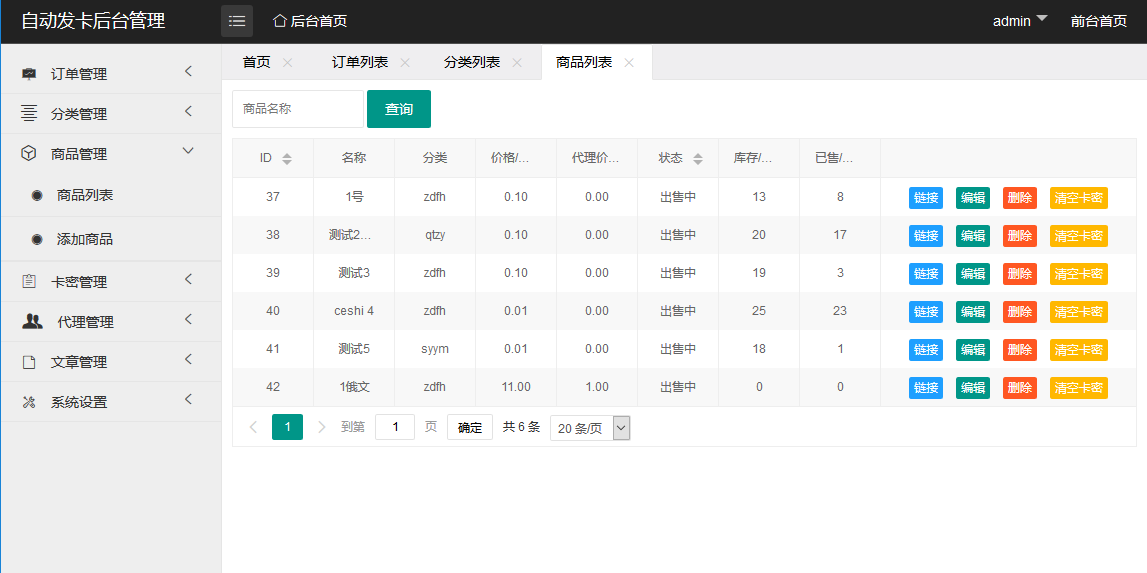 自动发卡后台管理 后台首页 admin 前台首页
首页 订单列表 分类列表 商品列表
订单管理
分类管理
商品管理
商品列表
添加商品
卡密管理
代理管理
文章管理
系统设置
商品名称 查询
ID 名称 分类 价格/... 代理价... 状态 库存/... 已售/...
37 1号 zdfh 0.10 0.00 出售中 13 8 链接 编辑 删除 清空卡密
38 测试2... qtzy 0.10 0.00 出售中 20 17 链接 编辑 删除 清空卡密
39 测试3 zdfh 0.10 0.00 出售中 19 3 链接 编辑 删除 清空卡密
40 ceshi 4 zdfh 0.01 0.00 出售中 25 23 链接 编辑 删除 清空卡密
41 测试5 syym 0.01 0.00 出售中 18 1 链接 编辑 删除 清空卡密
42 1俄文 zdfh 11.00 1.00 出售中 0 0 链接 编辑 删除 清空卡密
1 到第 1 页 确定 共 6 条 20 条/页